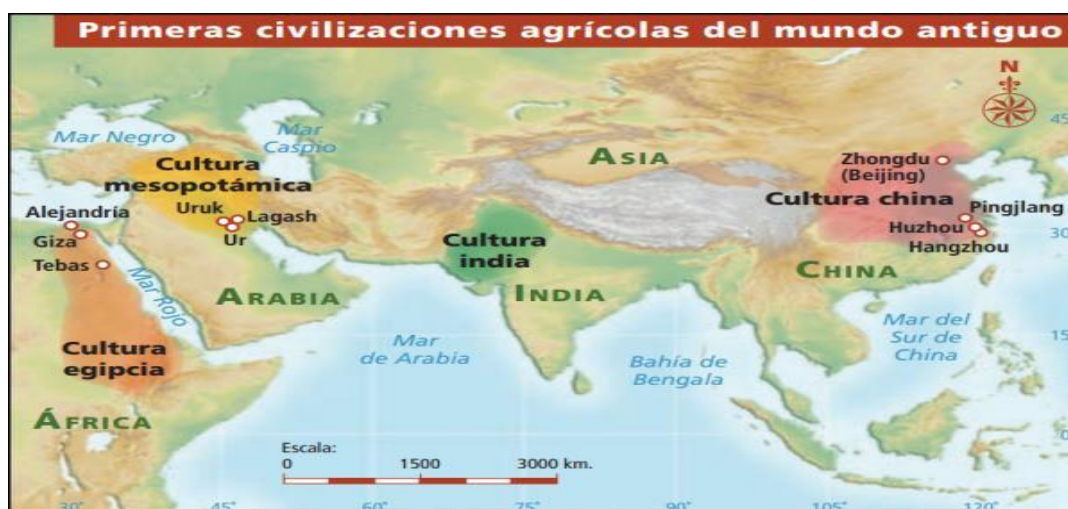 Primeras civilizaciones agrícolas del mundo antiguo
N
45
Mar Negro
Mar
Caspio
ASIA
Zhongdu
(Beijing)
Cultura
mesopotámica
Cultura china
Alejandría
Uruk
Lagash
Pingjlang
Giza
Ur
Huzhou
30
Hangzhou
Tebas
Cultura
india
CHINA
Mar Rojo
ARABIA
INDIA
Mar
de Arabia
Mar del
Sur de
China
15
Cultura
egipcia
Bahía de
Bengala
ÁFRICA
0
Escala:
0 1500 3000 km.
30° 45° 60° 75° 90° 105° 120°